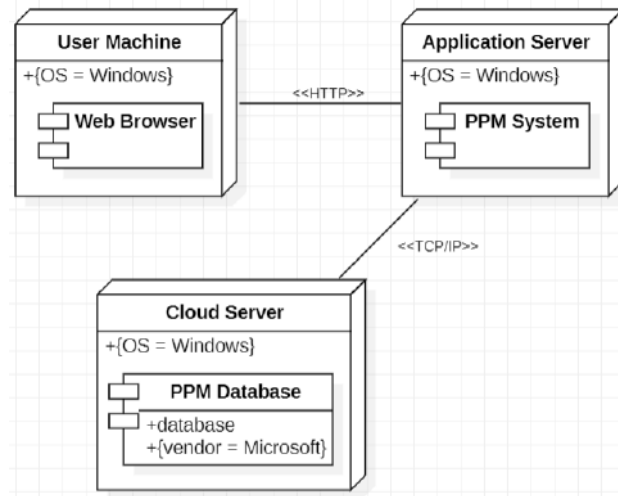 User Machine
+{OS = Windows}
Web Browser
<<HTTP>>
Application Server
+{OS = Windows}
PPM System
<<TCP/IP>>
Cloud Server
+{OS = Windows}
PPM Database
+database
+{vendor = Microsoft}